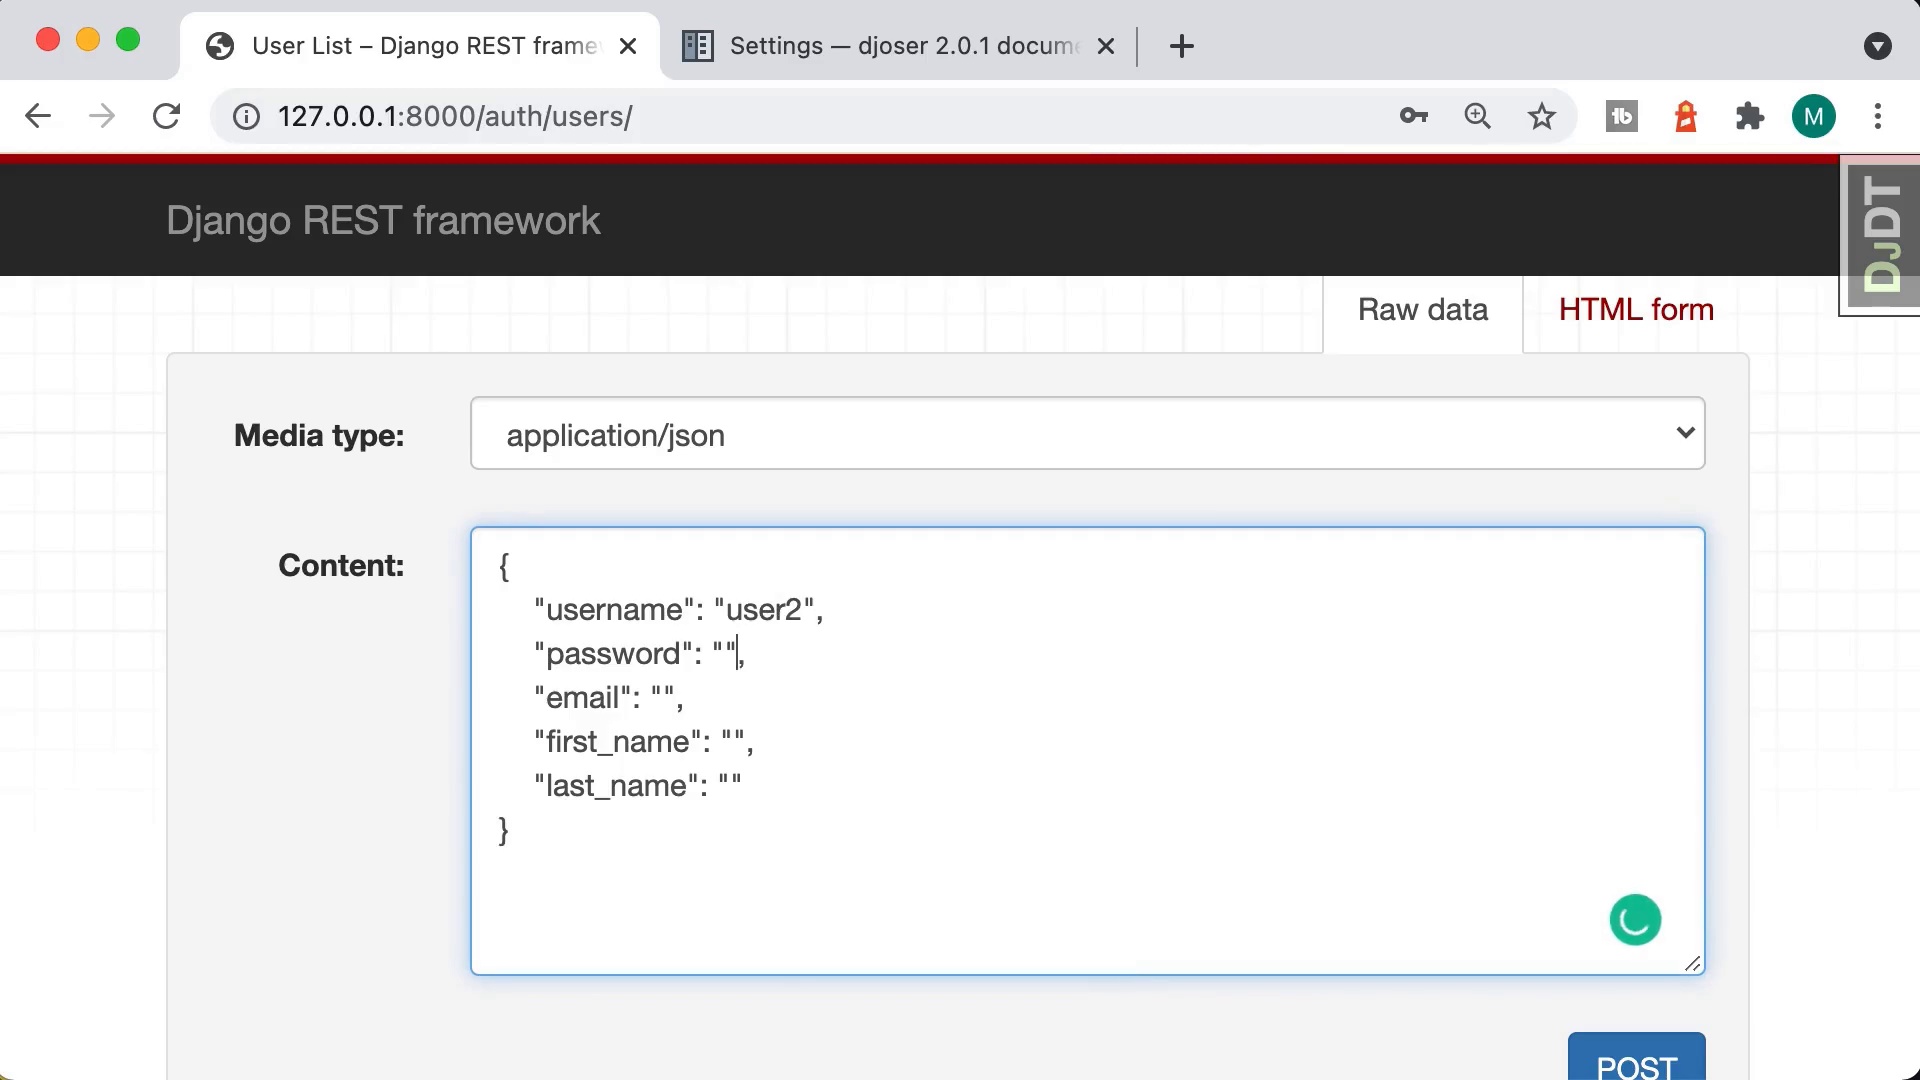 User List – Django REST frame
Settings — djoser 2.0.1 docume
127.0.0.1:8000/auth/users/
M
Django REST framework
DJDT
Raw data
HTML form
Media type:
application/json
Content:
{
"username": "user2",
"password": "",
"email": "",
"first_name": "",
"last_name": ""
}
POST